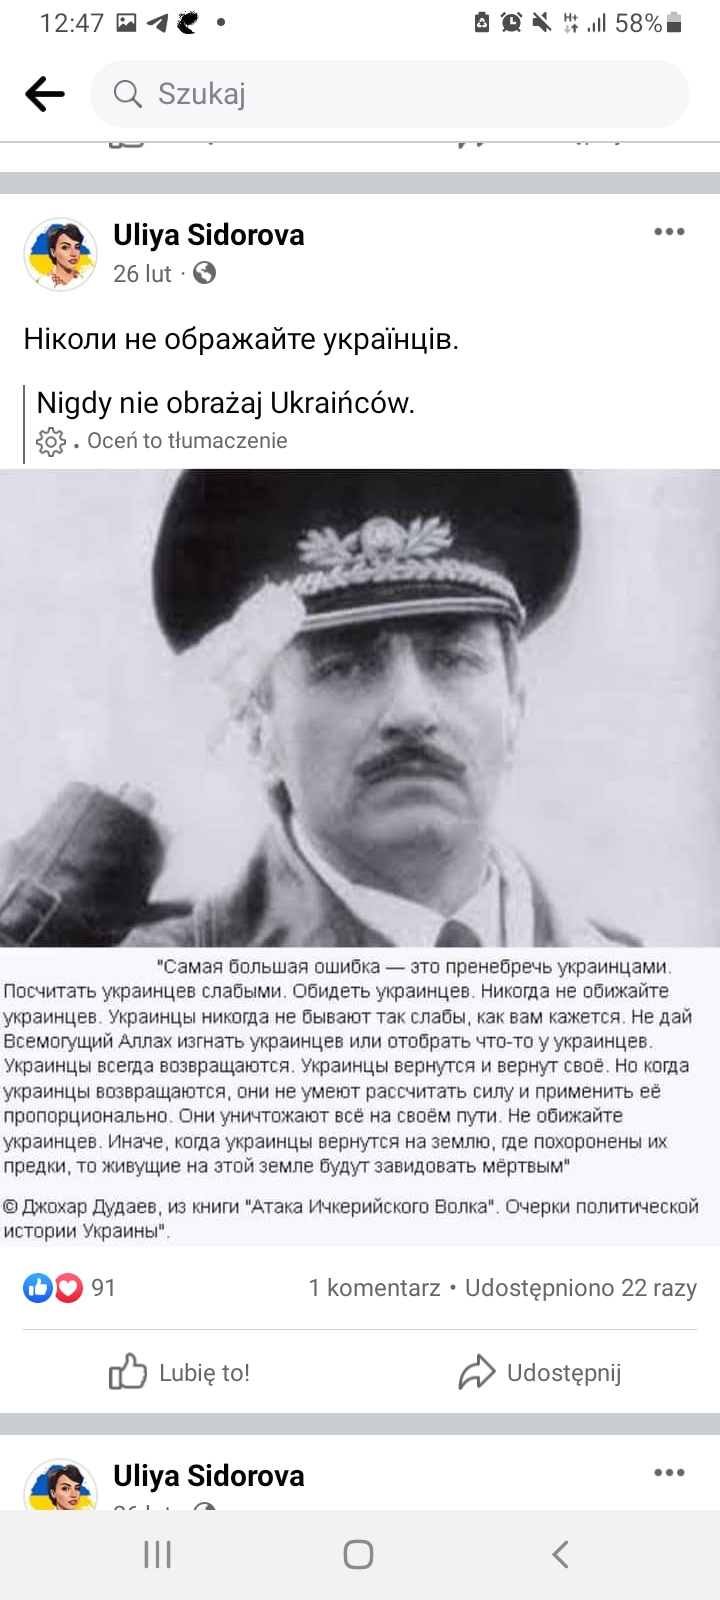 12:47
58%
Szukaj
Uliya Sidorova
26 lut ·
Ніколи не ображайте українців.
Nigdy nie obrażaj Ukraińców.
. Oceń to tłumaczenie
"Самая большая ошибка — это пренебречь украинцами.
Посчитать украинцев слабыми. Обидеть украинцев. Никогда не обижайте
украинцев. Украинцы никогда не бывают так слабы, как вам кажется. Не дай
Всемогущий Аллах изгнать украинцев или отобрать что-то у украинцев.
Украинцы всегда возвращаются. Украинцы вернутся и вернут своё. Но когда
украинцы возвращаются, они не умеют рассчитать силу и применить её
пропорционально. Они уничтожают всё на своём пути. Не обижайте
украинцев. Иначе, когда украинцы вернутся на землю, где похоронены их
предки, то живущие на этой земле будут завидовать мёртвым"
© Джохар Дудаев, из книги "Атака Ичкерийского Волка". Очерки политической
истории Украины".
91
1 komentarz • Udostępniono 22 razy
Lubię to!
Udostępnij
Uliya Sidorova